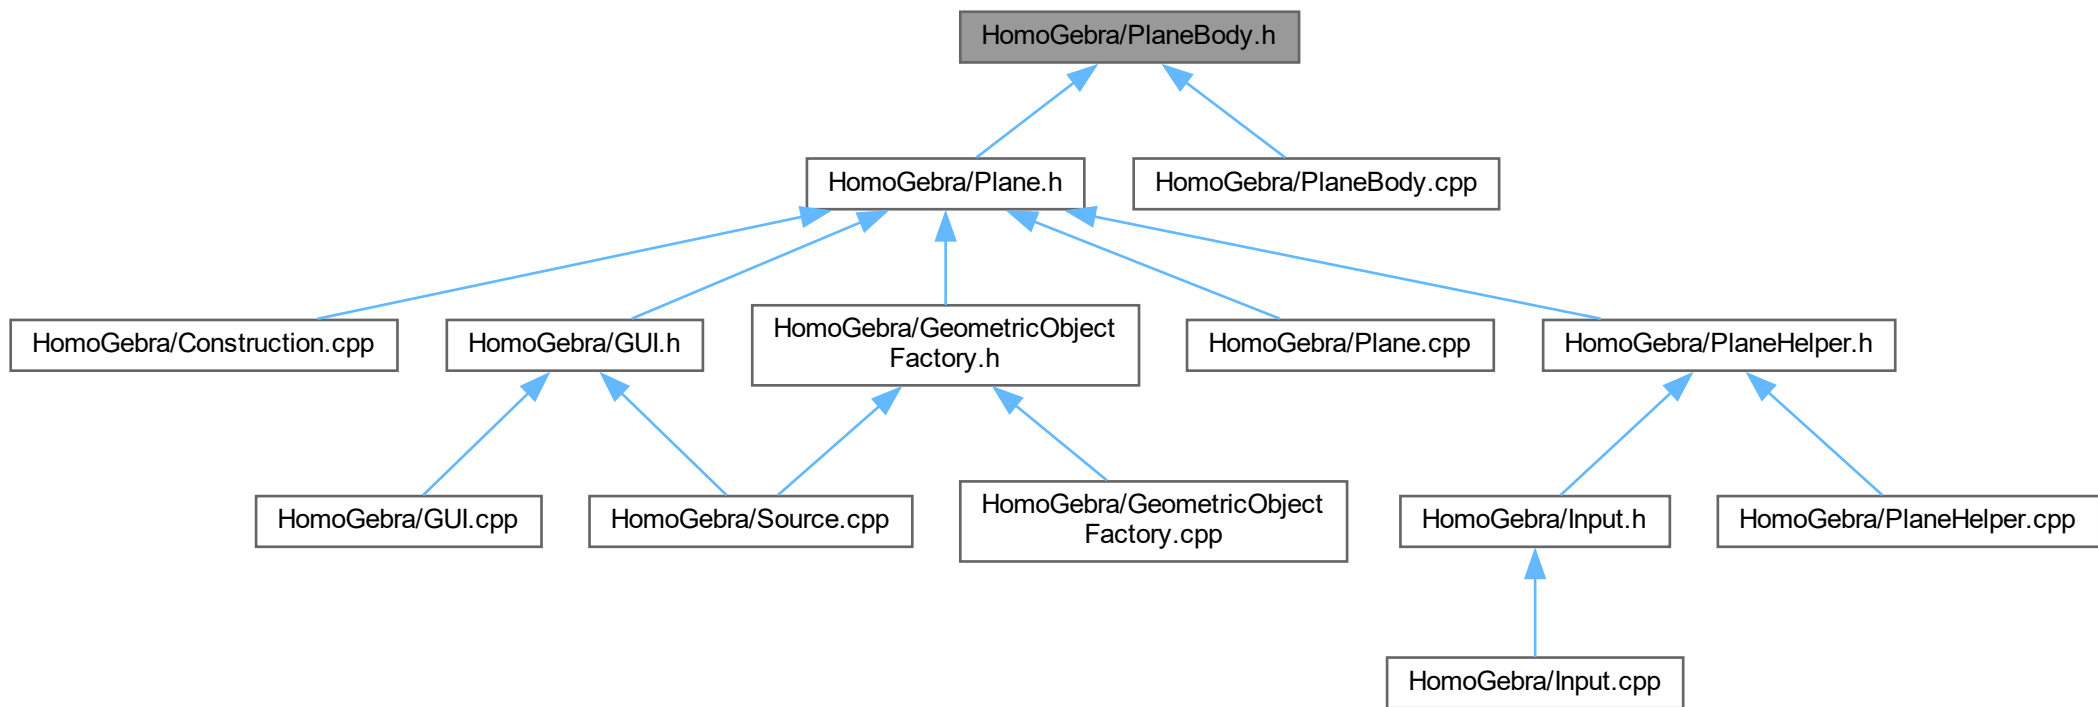 HomoGebra/PlaneBody.h
HomoGebra/Plane.h
HomoGebra/PlaneBody.cpp
HomoGebra/Construction.cpp
HomoGebra/GUI.h
HomoGebra/GeometricObject
Factory.h
HomoGebra/Plane.cpp
HomoGebra/PlaneHelper.h
HomoGebra/GUI.cpp
HomoGebra/Source.cpp
HomoGebra/GeometricObject
Factory.cpp
HomoGebra/Input.h
HomoGebra/PlaneHelper.cpp
HomoGebra/Input.cpp